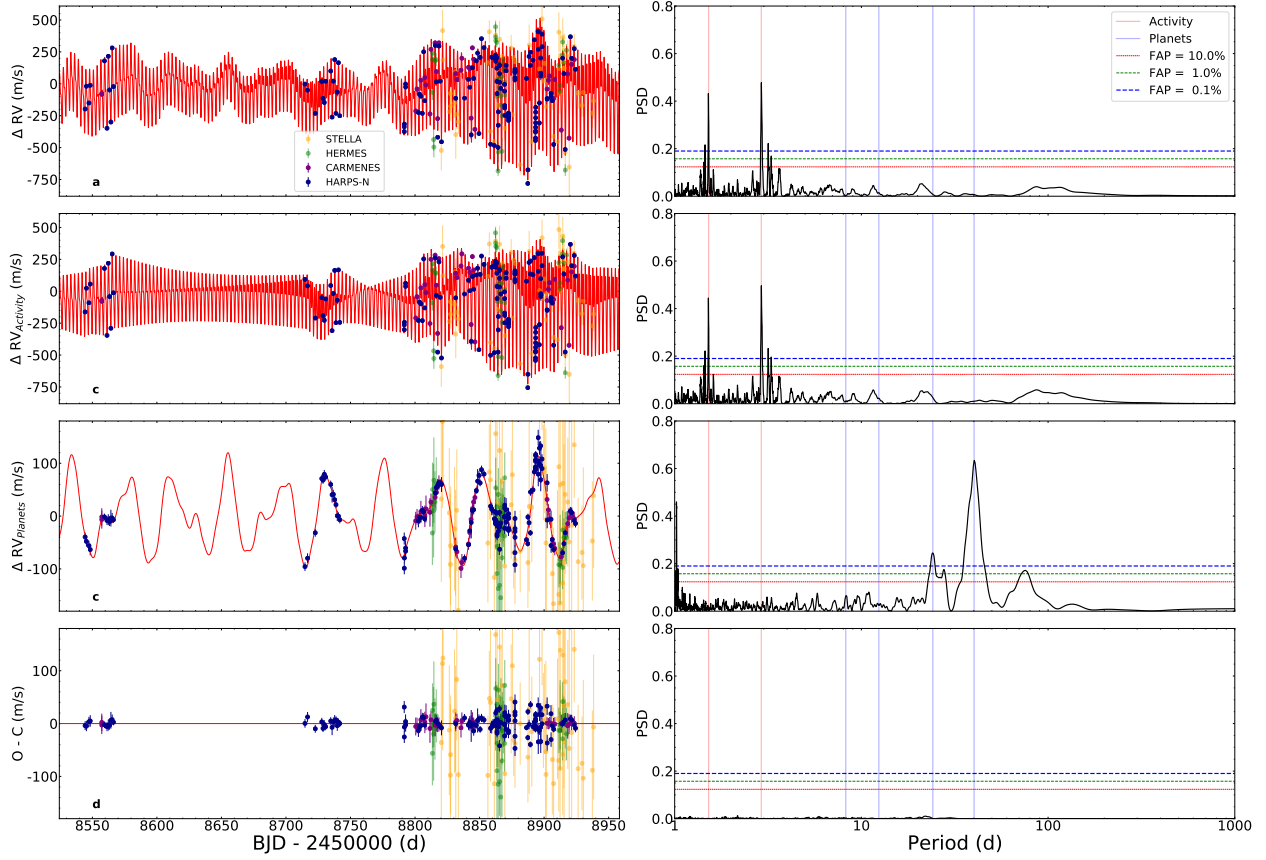 500
250
0
-250
-500
-750
Δ RV (m/s)
a
STELLA
HERMES
CARMENES
HARPS-N
0.8
0.6
0.4
0.2
0.0
PSD
Activity
Planets
FAP = 10.0%
FAP = 1.0%
FAP = 0.1%
500
250
0
-250
-500
-750
Δ RVActivity (m/s)
c
0.8
0.6
0.4
0.2
0.0
PSD
100
0
-100
Δ RVPlanets (m/s)
c
0.8
0.6
0.4
0.2
0.0
PSD
100
0
-100
O - C (m/s)
d
8550 8600 8650 8700 8750 8800 8850 8900 8950
BJD - 2450000 (d)
0.8
0.6
0.4
0.2
0.0
PSD
1 10 100 1000
Period (d)